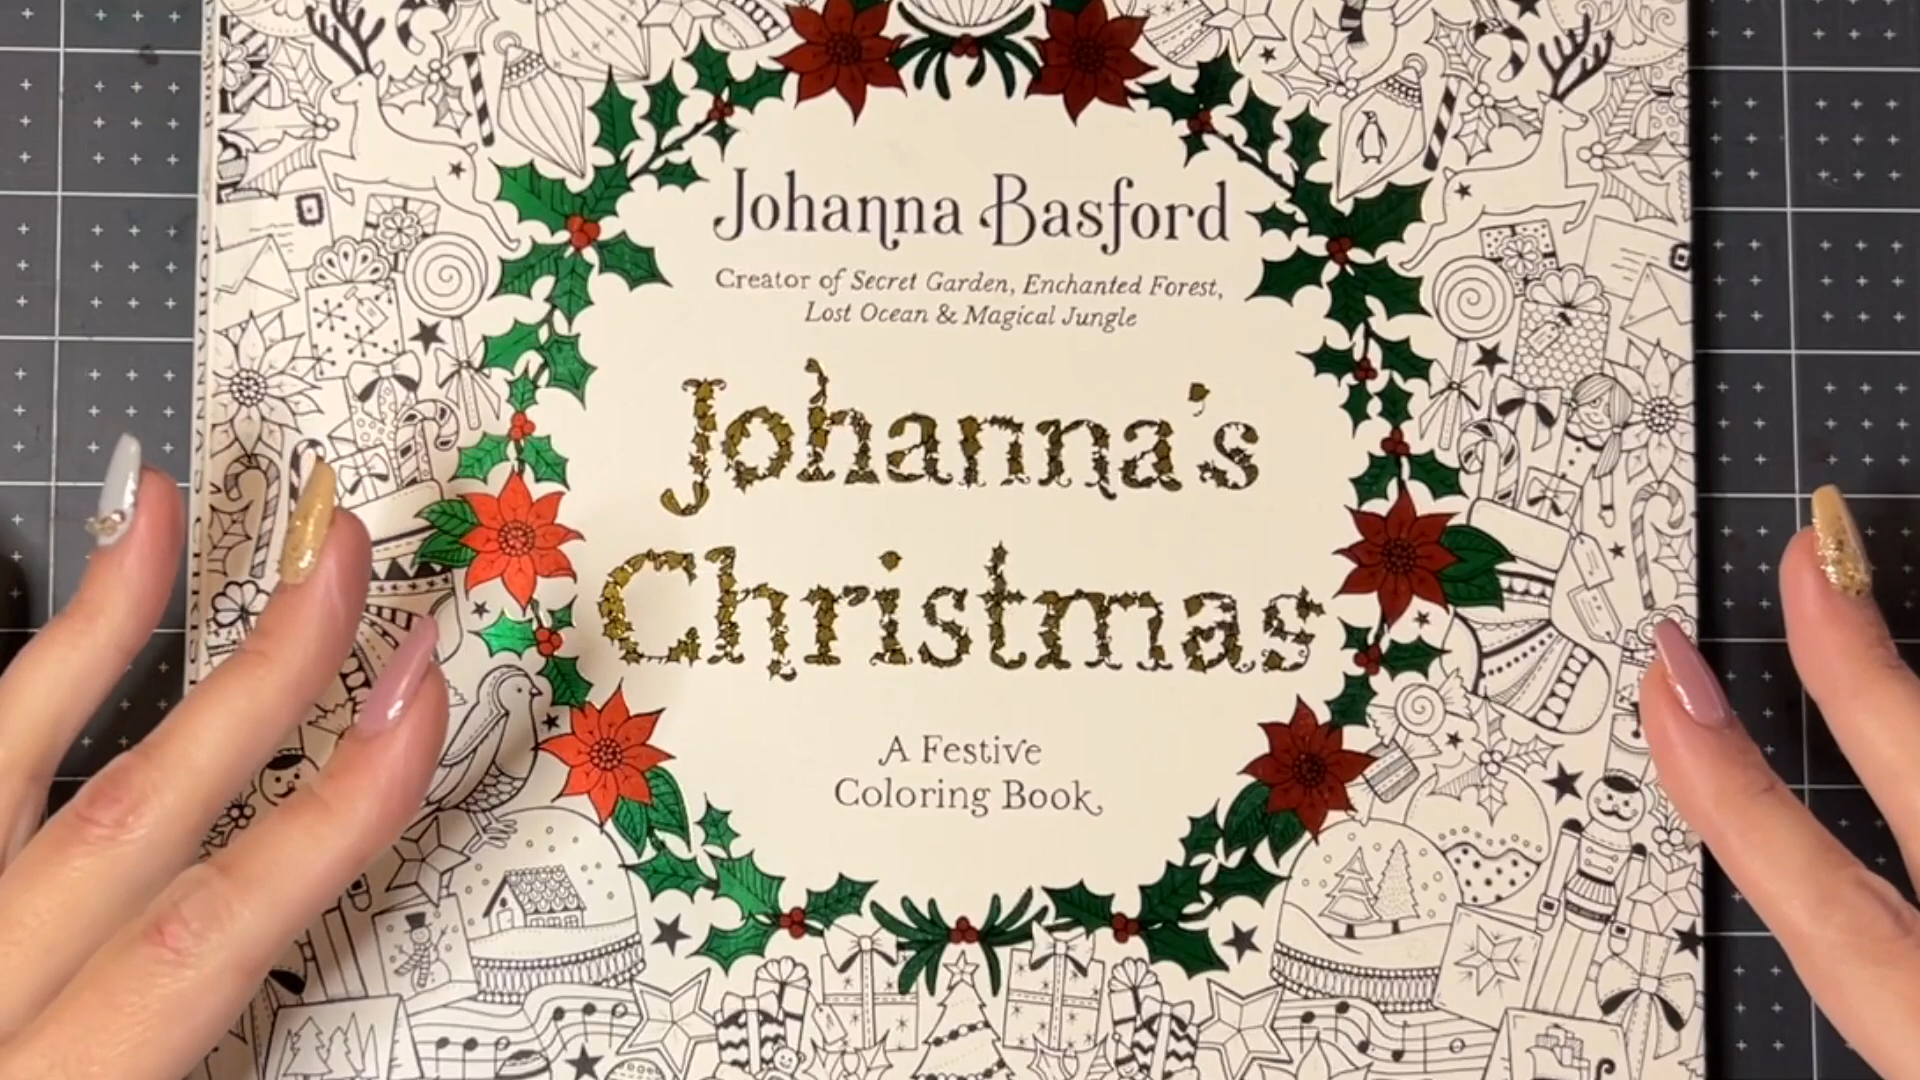 Johanna Basford
Creator of Secret Garden, Enchanted Forest,
Lost Ocean & Magical Jungle
Johanna's
Christmas
A Festive
Coloring Book